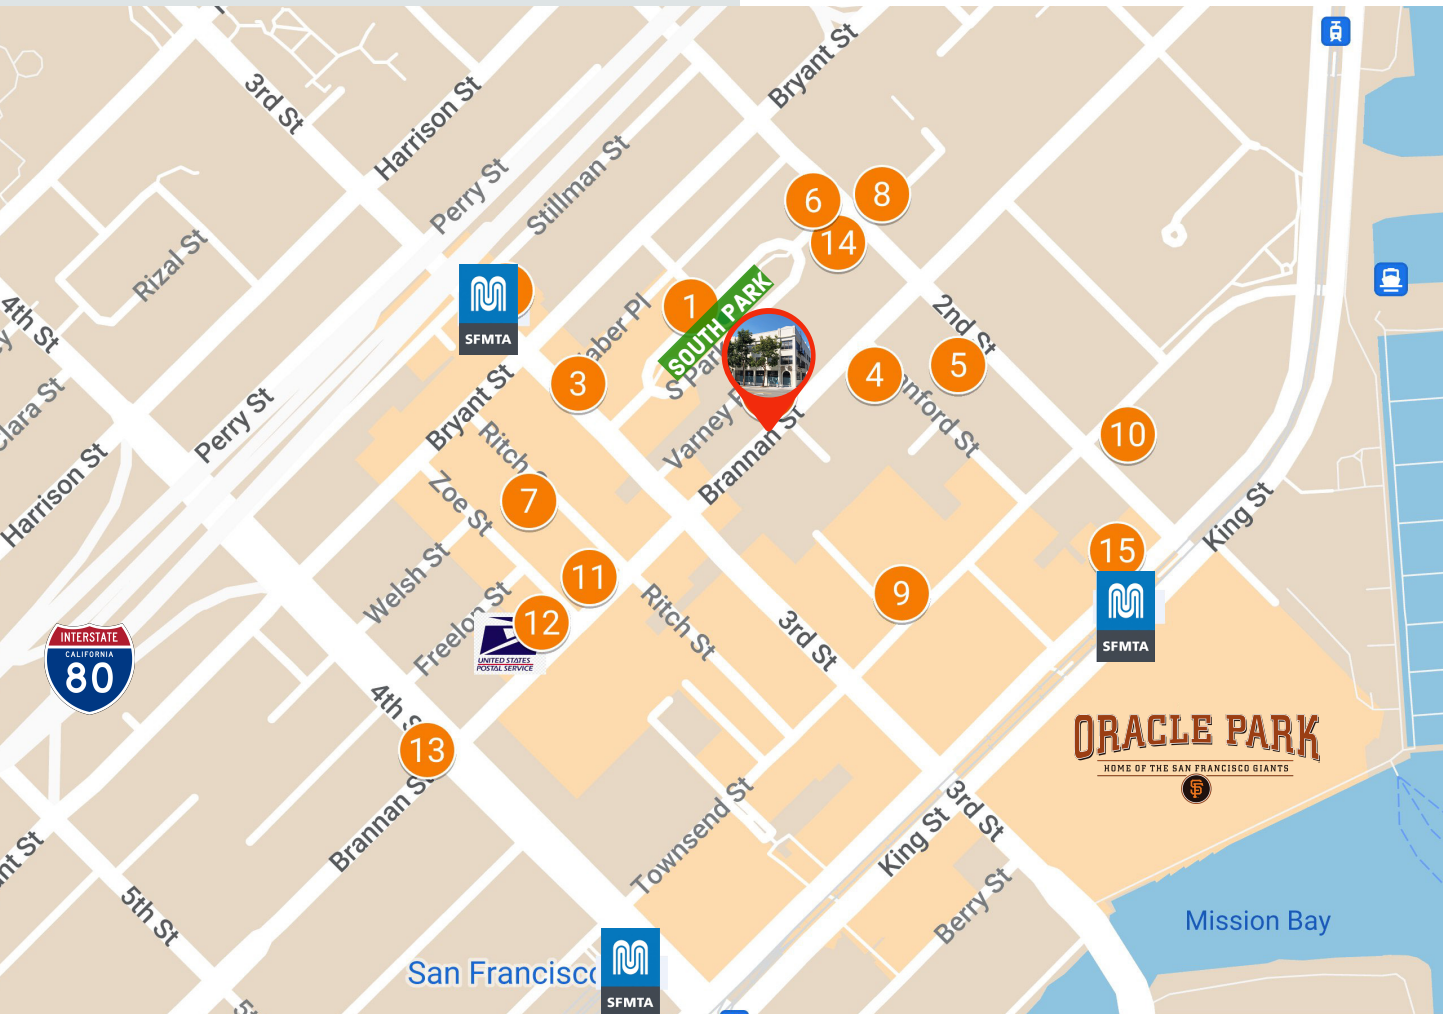 Bryant St
3rd St
Harrison St
Perry St
Stillman St
6
8
14
Rizal St
4th St
SFMTA
1
SOUTH PARK
2nd St
3
4
5
Clara St
Perry St
Bryant St
Ritch
Varney
Brannan St
10
Harrison St
7
Zoe St
King St
15
SFMTA
Welsh St
11
9
Freelon St
12
UNITED STATES
POSTAL SERVICE
Ritch St
3rd St
INTERSTATE
CALIFORNIA
80
4th S
13
ORACLE PARK
HOME OF THE SAN FRANCISCO GIANTS
SF
Brannan St
Townsend St
3rd St
King St
5th St
Berry St
Mission Bay
San Francisco
SFMTA